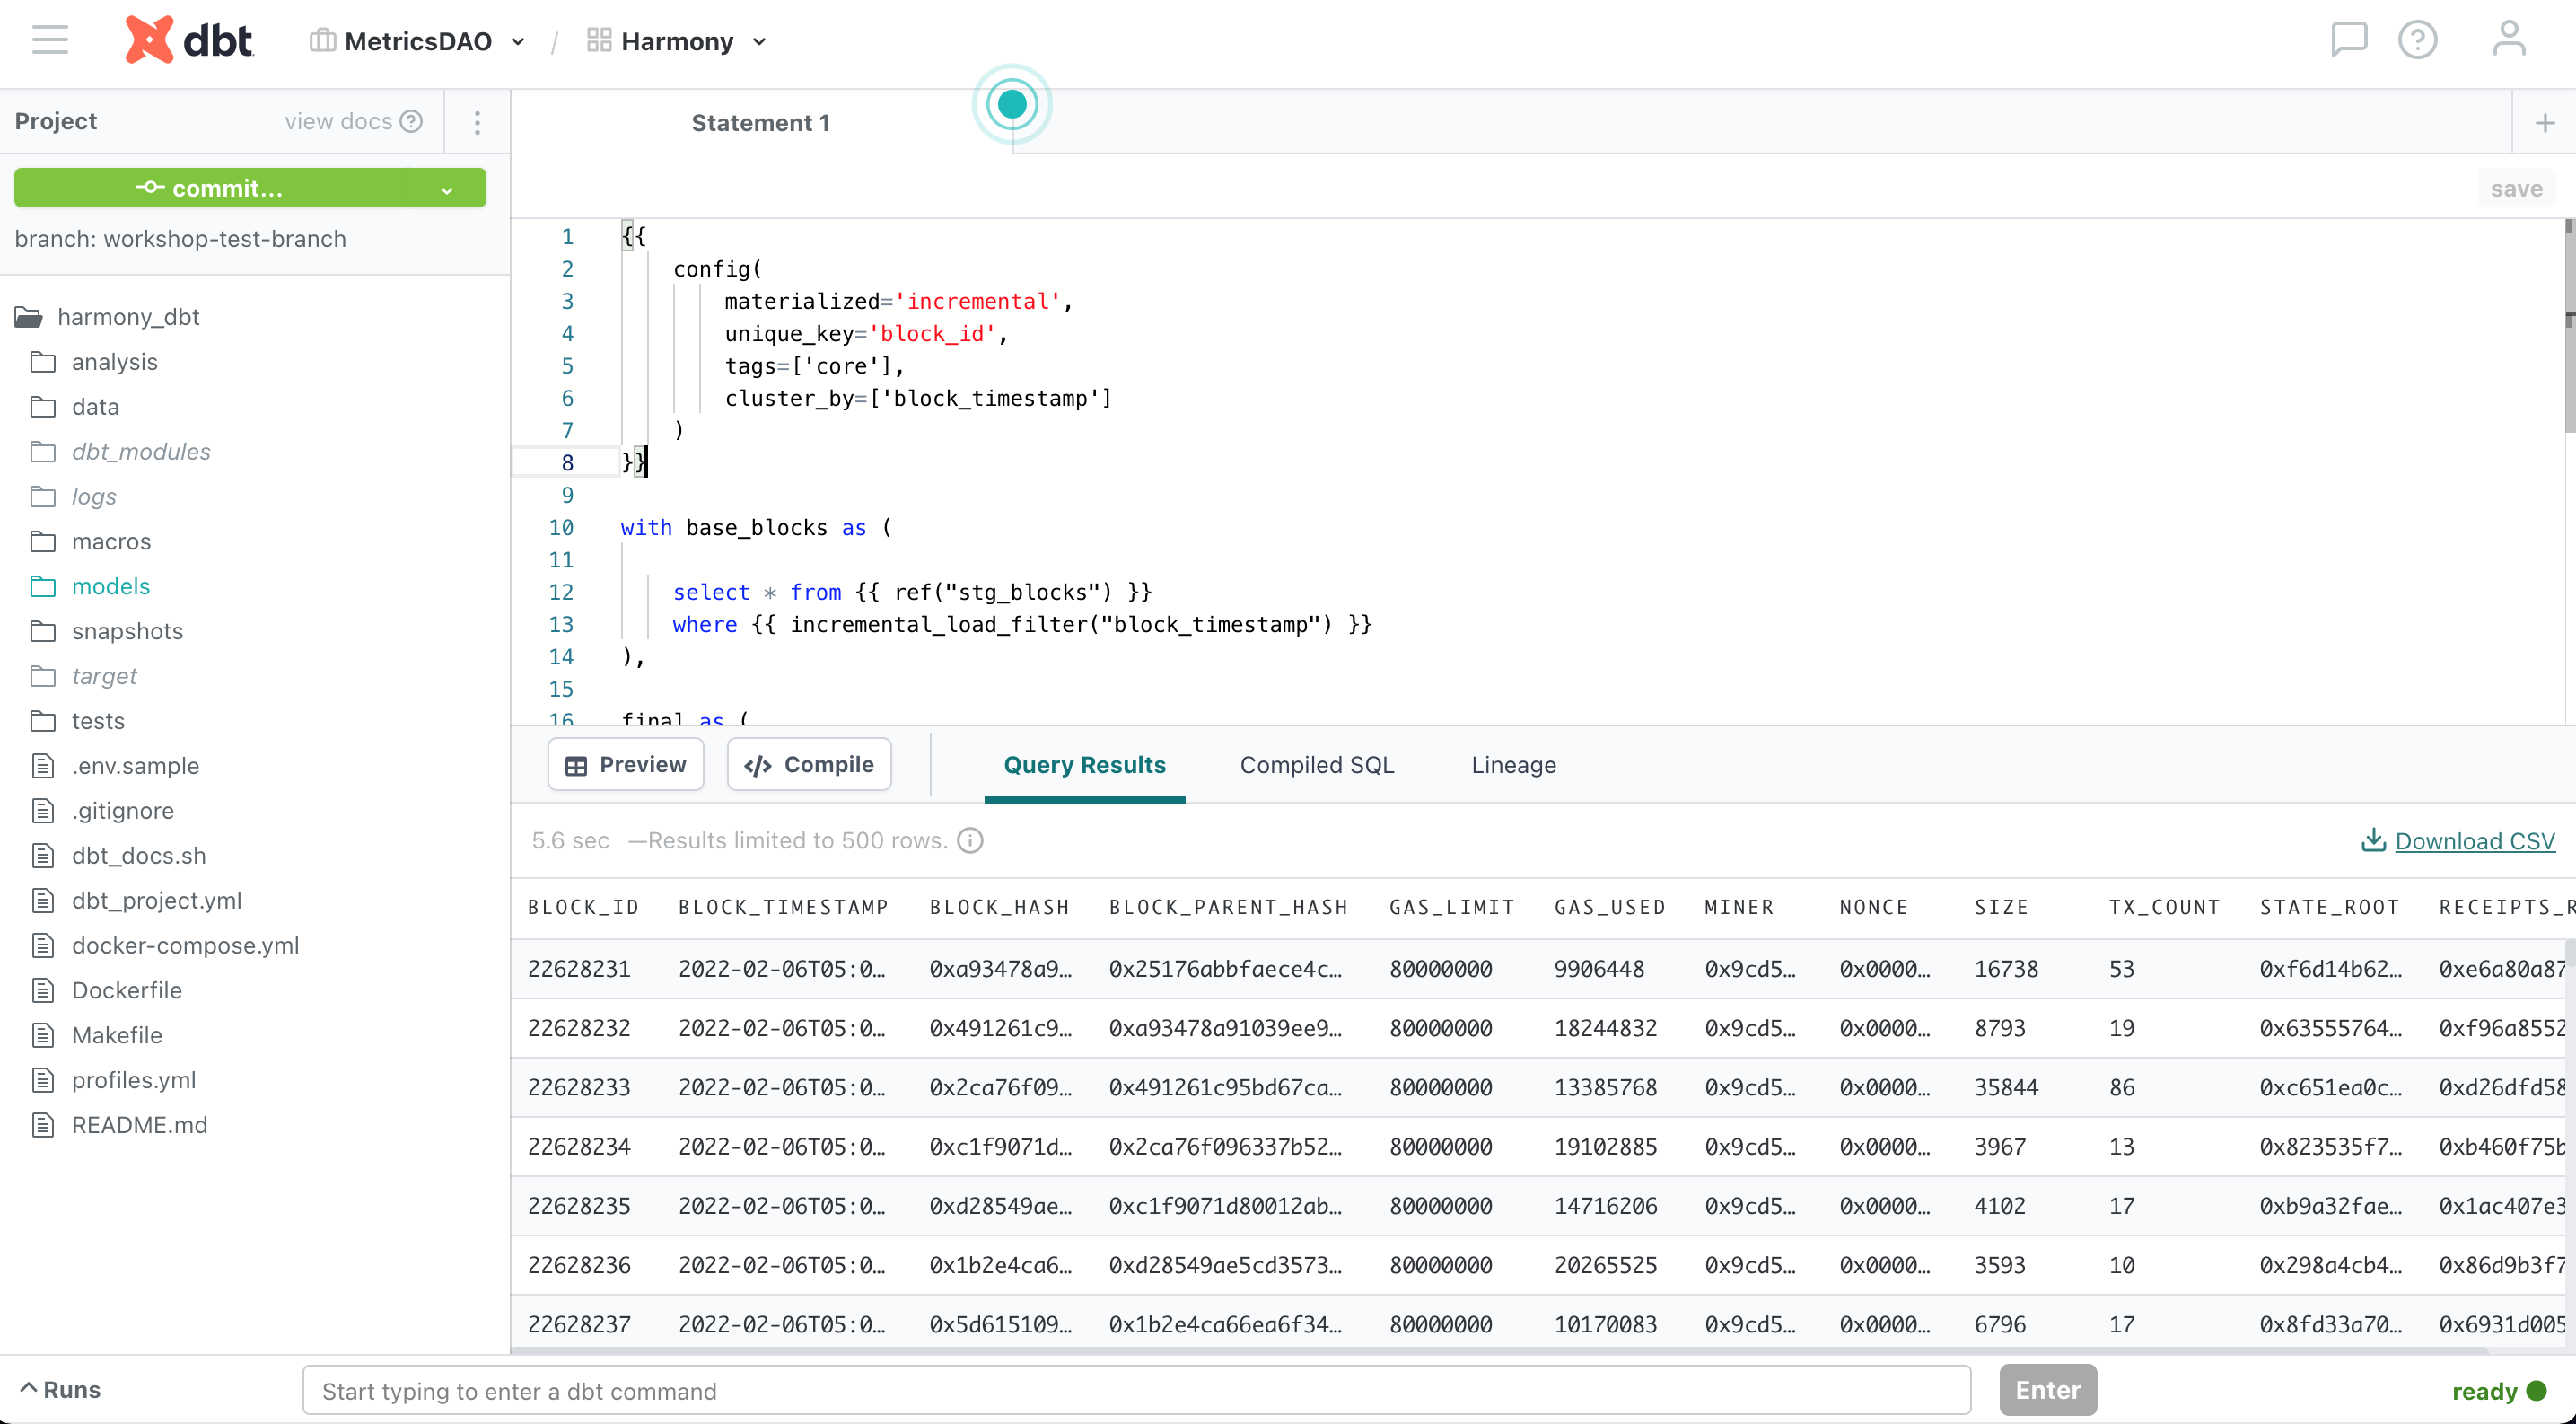 dbt MetricsDAO / Harmony
Project view docs
Statement 1
commit...
save
branch: workshop-test-branch
harmony_dbt
analysis
data
dbt_modules
logs
macros
models
snapshots
target
tests
.env.sample
.gitignore
dbt_docs.sh
dbt_project.yml
docker-compose.yml
Dockerfile
Makefile
profiles.yml
README.md
1 {{
2 config(
3 materialized='incremental',
4 unique_key='block_id',
5 tags=['core'],
6 cluster_by=['block_timestamp']
7 )
8 }}
9
10 with base_blocks as (
11
12 select * from {{ ref("stg_blocks") }}
13 where {{ incremental_load_filter("block_timestamp") }}
14 ),
15
16 final as (
Preview Compile Query Results Compiled SQL Lineage
5.6 sec —Results limited to 500 rows. Download CSV
BLOCK_ID BLOCK_TIMESTAMP BLOCK_HASH BLOCK_PARENT_HASH GAS_LIMIT GAS_USED MINER NONCE SIZE TX_COUNT STATE_ROOT RECEIPTS_R
22628231 2022-02-06T05:0… 0xa93478a9… 0x25176abbfaece4c… 80000000 9906448 0x9cd5… 0x0000… 16738 53 0xf6d14b62… 0xe6a80a87
22628232 2022-02-06T05:0… 0x491261c9… 0xa93478a91039ee9… 80000000 18244832 0x9cd5… 0x0000… 8793 19 0x63555764… 0xf96a8552
22628233 2022-02-06T05:0… 0x2ca76f09… 0x491261c95bd67ca… 80000000 13385768 0x9cd5… 0x0000… 35844 86 0xc651ea0c… 0xd26dfd58
22628234 2022-02-06T05:0… 0xc1f9071d… 0x2ca76f096337b52… 80000000 19102885 0x9cd5… 0x0000… 3967 13 0x823535f7… 0xb460f75b
22628235 2022-02-06T05:0… 0xd28549ae… 0xc1f9071d80012ab… 80000000 14716206 0x9cd5… 0x0000… 4102 17 0xb9a32fae… 0x1ac407e3
22628236 2022-02-06T05:0… 0x1b2e4ca6… 0xd28549ae5cd3573… 80000000 20265525 0x9cd5… 0x0000… 3593 10 0x298a4cb4… 0x86d9b3f7
22628237 2022-02-06T05:0… 0x5d615109… 0x1b2e4ca66ea6f34… 80000000 10170083 0x9cd5… 0x0000… 6796 17 0x8fd33a70… 0x6931d005
Runs Start typing to enter a dbt command Enter ready